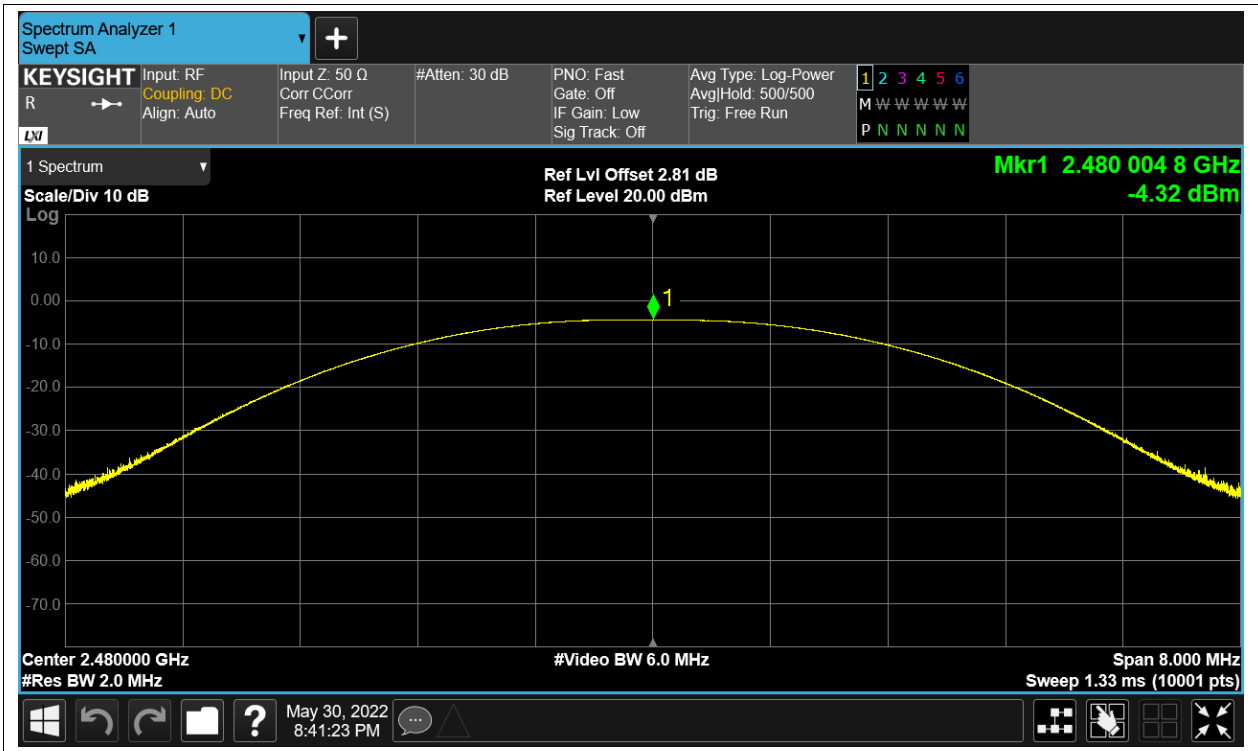 Spectrum Analyzer 1
Swept SA
+
KEYSIGHT
R
LXI
Input: RF
Coupling: DC
Align: Auto
Input Z: 50 Ω
Corr CCorr
Freq Ref: Int (S)
#Atten: 30 dB
PNO: Fast
Gate: Off
IF Gain: Low
Sig Track: Off
Avg Type: Log-Power
Avg|Hold: 500/500
Trig: Free Run
1 2 3 4 5 6
M W W W W W
P N N N N N
1 Spectrum
Scale/Div 10 dB
Log
Ref Lvl Offset 2.81 dB
Ref Level 20.00 dBm
Mkr1 2.480 004 8 GHz
-4.32 dBm
10.0
0.00
1
-10.0
-20.0
-30.0
-40.0
-50.0
-60.0
-70.0
Center 2.480000 GHz
#Video BW 6.0 MHz
Span 8.000 MHz
#Res BW 2.0 MHz
Sweep 1.33 ms (10001 pts)
?
May 30, 2022
8:41:23 PM